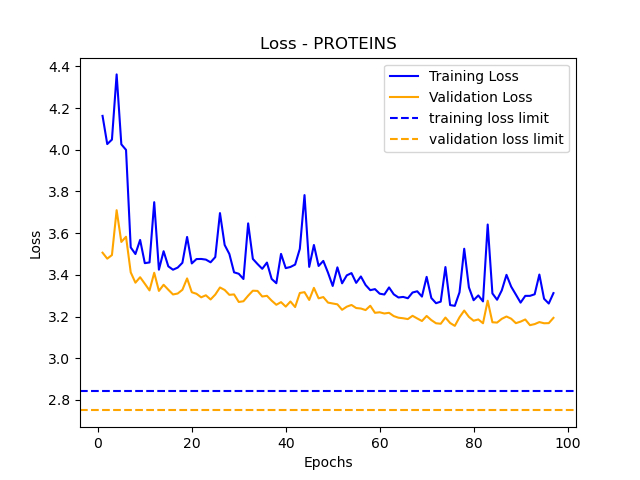 Loss - PROTEINS
Training Loss
Validation Loss
training loss limit
validation loss limit
Loss
4.4
4.2
4.0
3.8
3.6
3.4
3.2
3.0
2.8
0 20 40 60 80 100
Epochs